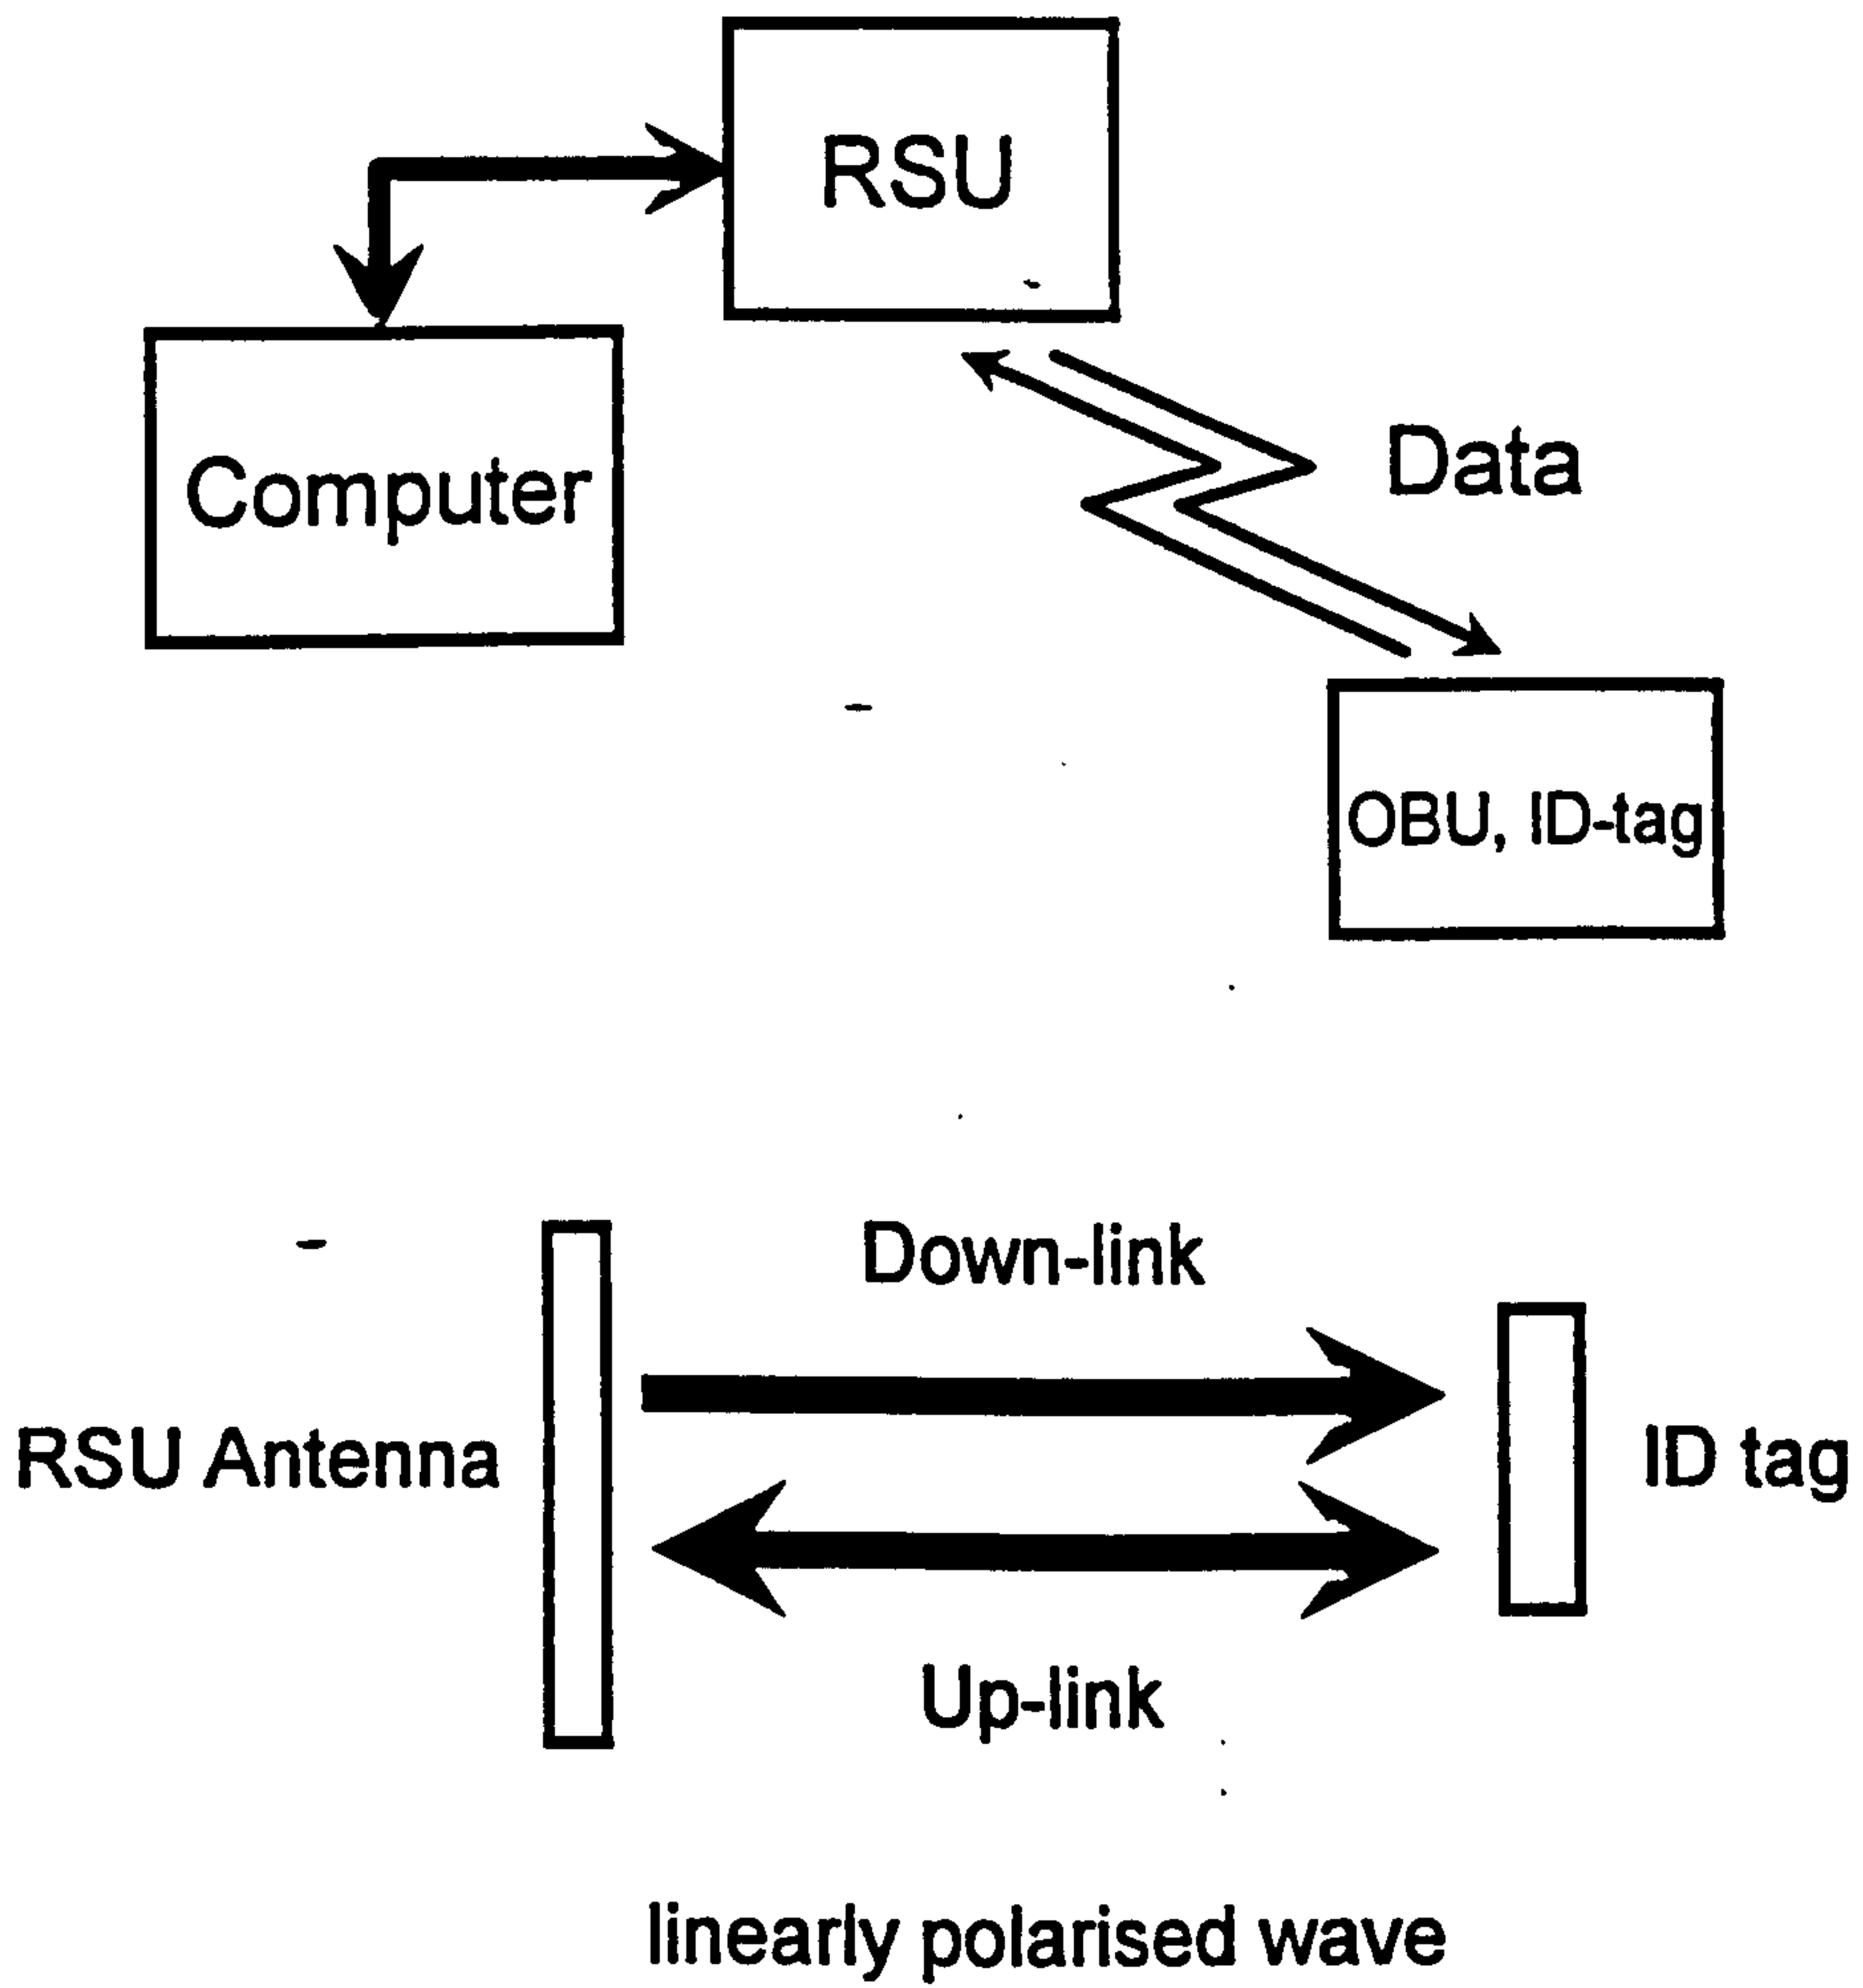 RSU
Computer
Data
OBU, ID-tag
Down-link
RSU Antenna
ID tag
Up-link
linearly polarised wave